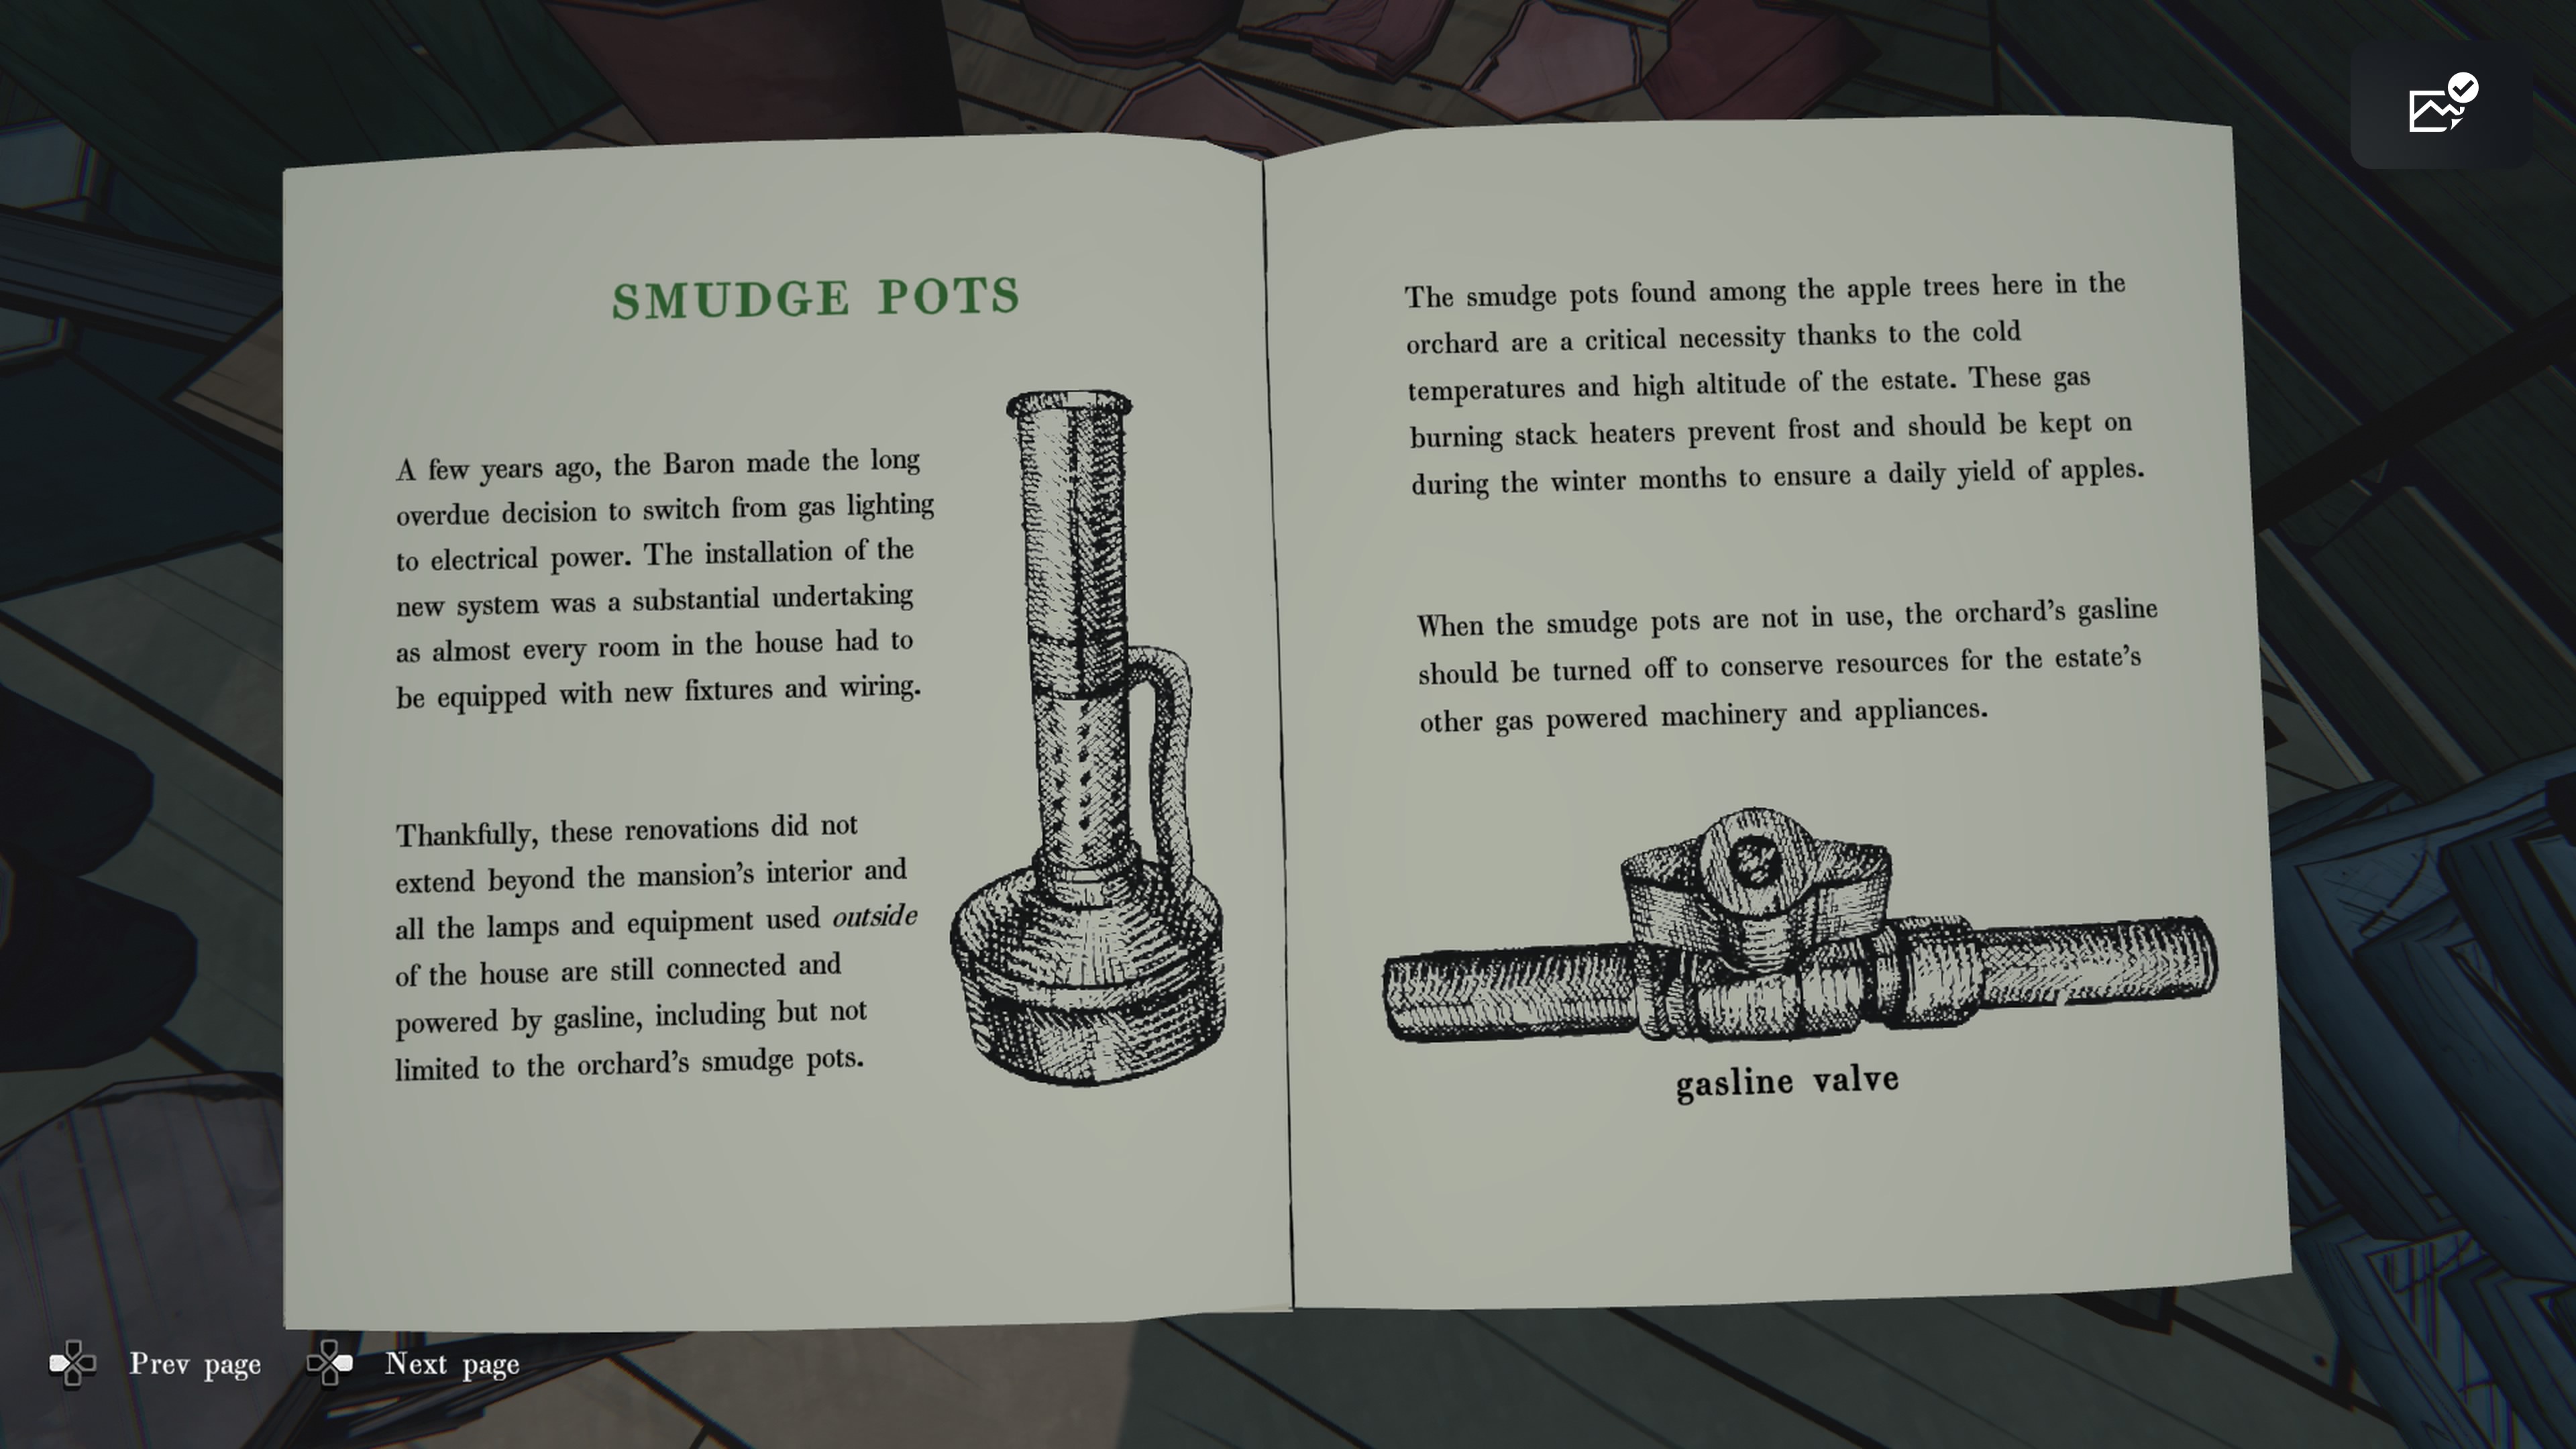 SMUDGE POTS
A few years ago, the Baron made the long
overdue decision to switch from gas lighting
to electrical power. The installation of the
new system was a substantial undertaking
as almost every room in the house had to
be equipped with new fixtures and wiring.
Thankfully, these renovations did not
extend beyond the mansion's interior and
all the lamps and equipment used outside
of the house are still connected and
powered by gasline, including but not
limited to the orchard's smudge pots.
The smudge pots found among the apple trees here in the
orchard are a critical necessity thanks to the cold
temperatures and high altitude of the estate. These gas
burning stack heaters prevent frost and should be kept on
during the winter months to ensure a daily yield of apples.
When the smudge pots are not in use, the orchard's gasline
should be turned off to conserve resources for the estate's
other gas powered machinery and appliances.
gasline valve
Prev page
Next page